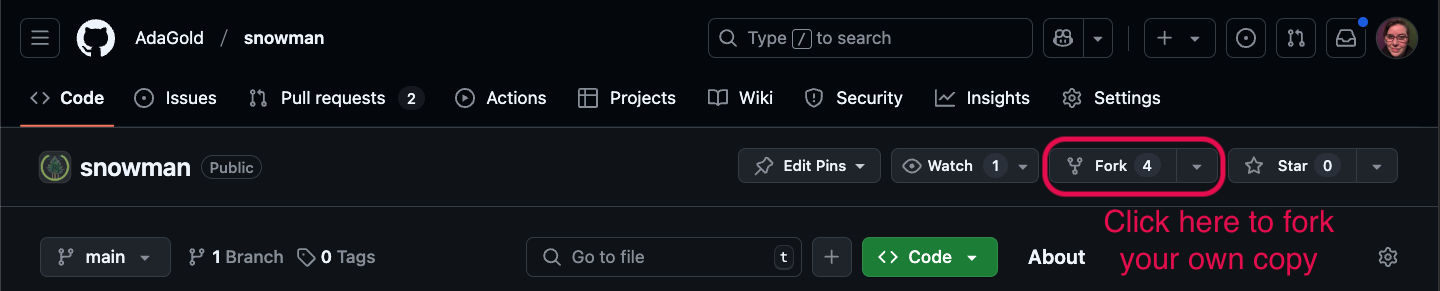 AdaGold / snowman
Type / to search
Code
Issues
Pull requests 2
Actions
Projects
Wiki
Security
Insights
Settings
snowman Public
Edit Pins
Watch 1
Fork 4
Star 0
main
1 Branch
0 Tags
Go to file t
Code
About
Click here to fork
your own copy